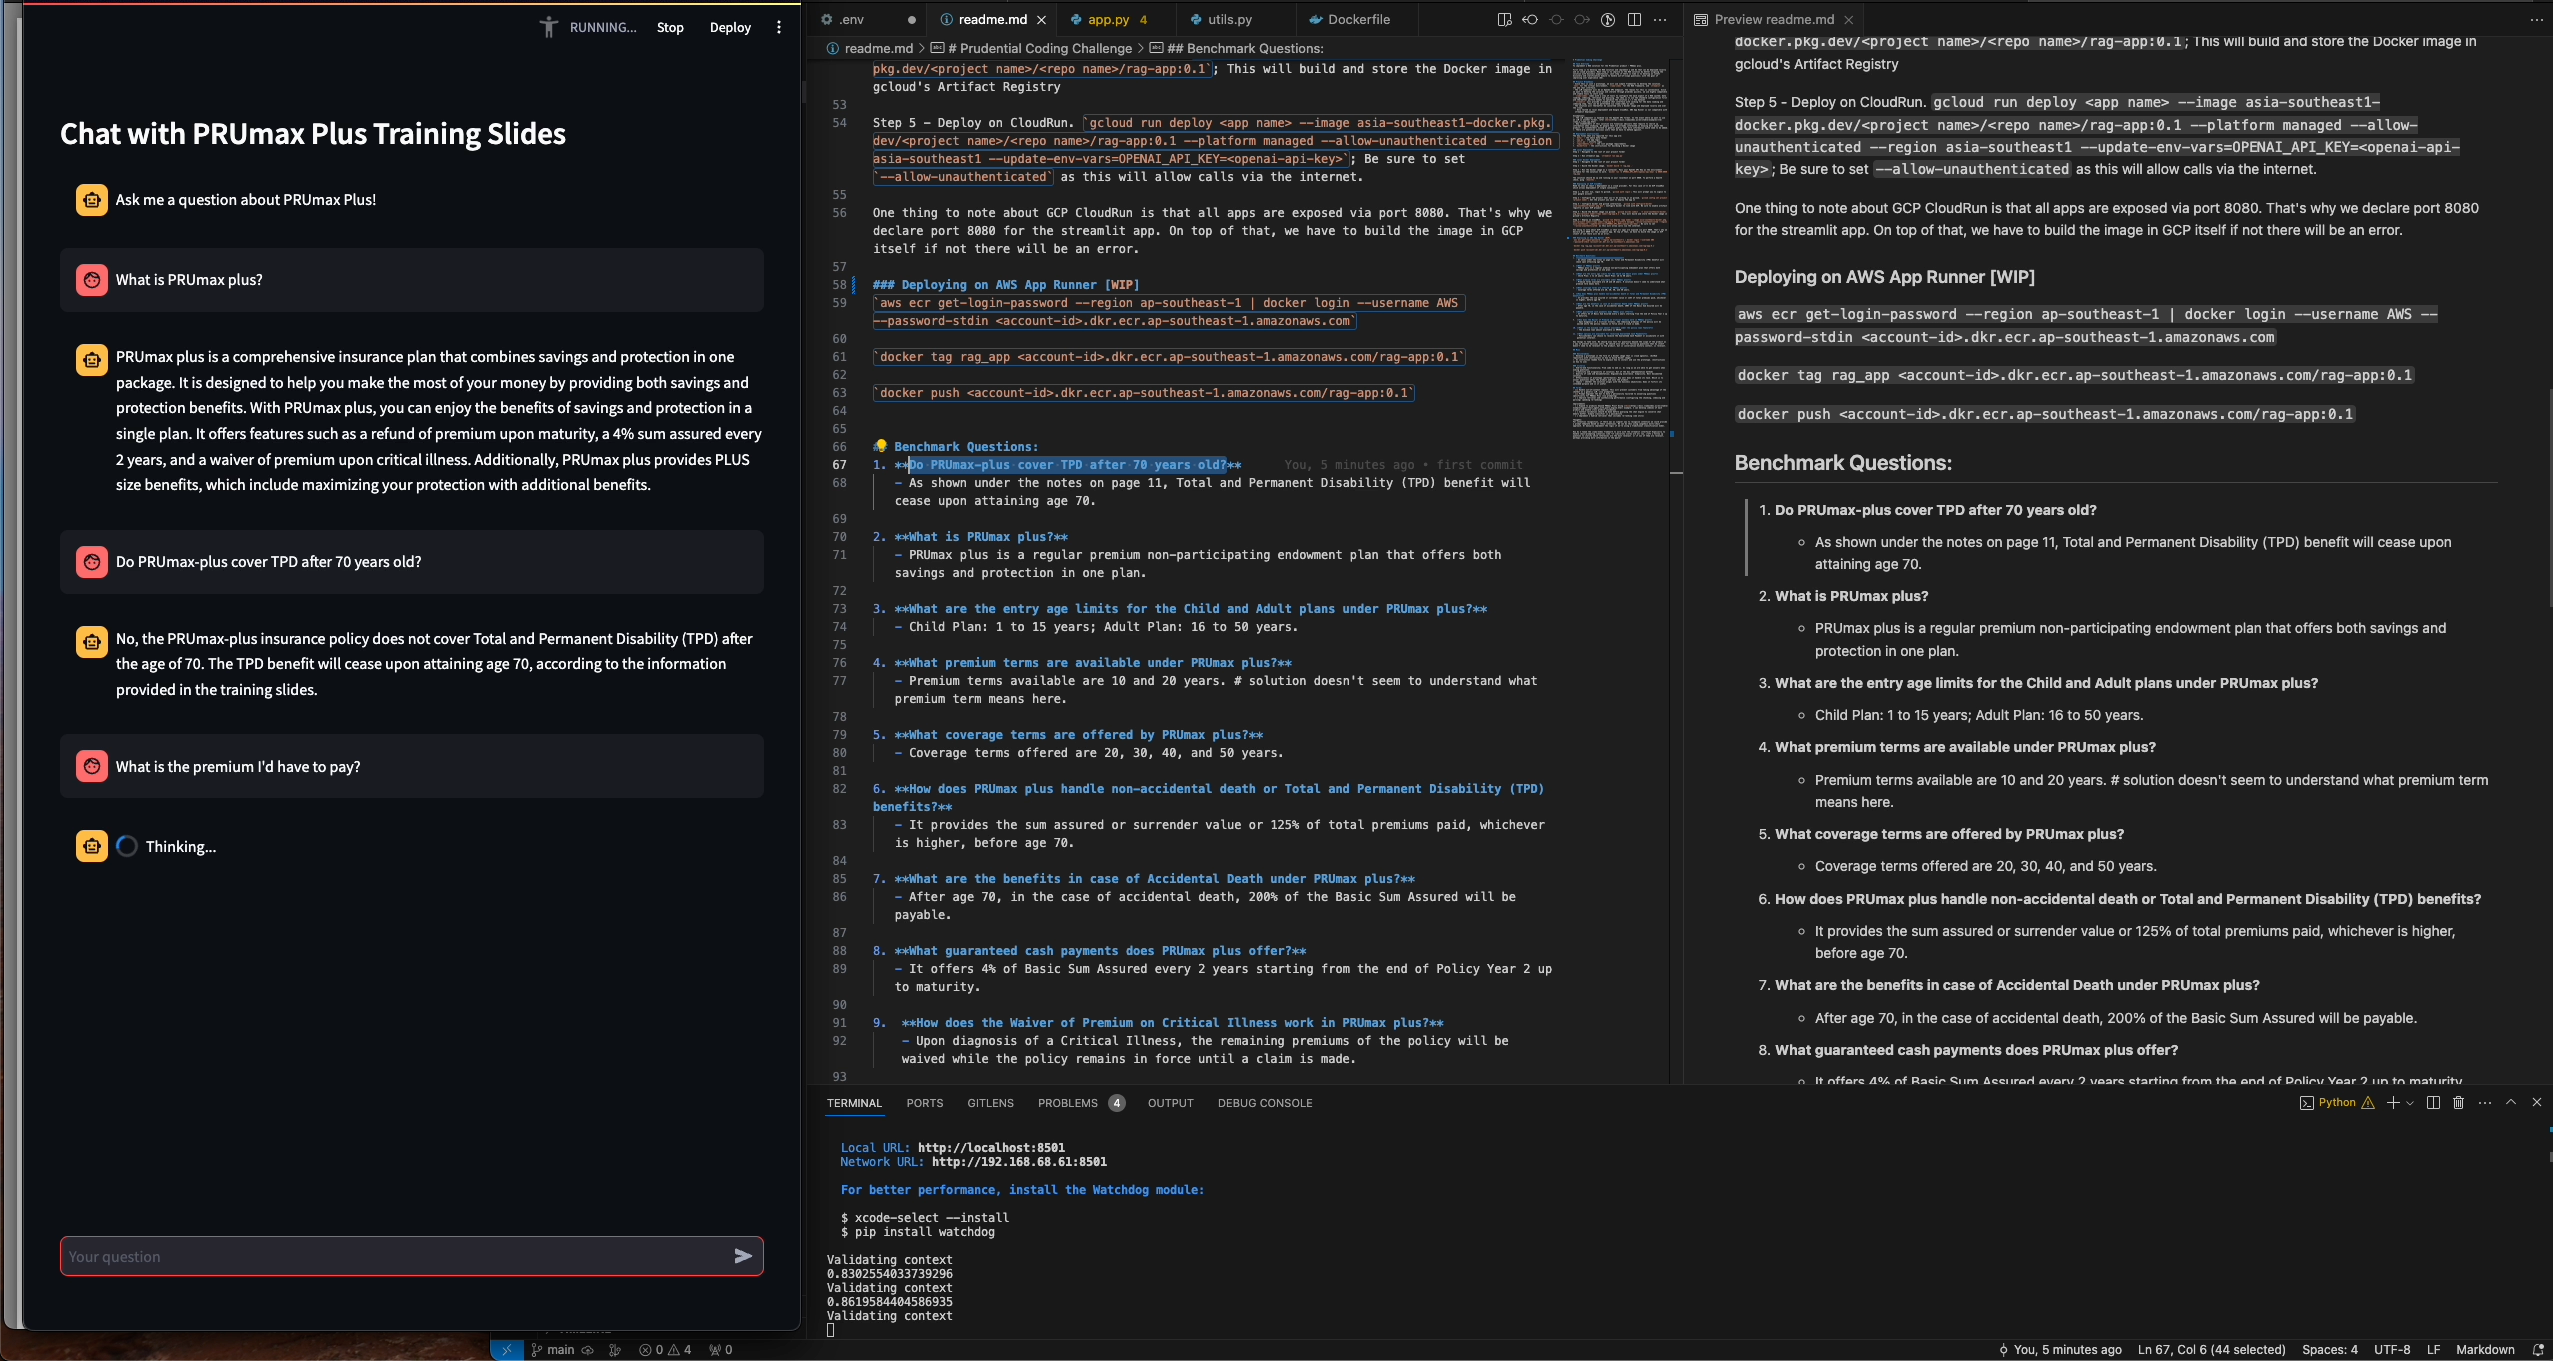 RUNNING...
Stop
Deploy
Chat with PRUmax Plus Training Slides
Ask me a question about PRUmax Plus!
What is PRUmax plus?
PRUmax plus is a comprehensive insurance plan that combines savings and protection in one
package. It is designed to help you make the most of your money by providing both savings and
protection benefits. With PRUmax plus, you can enjoy the benefits of savings and protection in a
single plan. It offers features such as a refund of premium upon maturity, a 4% sum assured every
2 years, and a waiver of premium upon critical illness. Additionally, PRUmax plus provides PLUS
size benefits, which include maximizing your protection with additional benefits.
Do PRUmax-plus cover TPD after 70 years old?
No, the PRUmax-plus insurance policy does not cover Total and Permanent Disability (TPD) after
the age of 70. The TPD benefit will cease upon attaining age 70, according to the information
provided in the training slides.
What is the premium I'd have to pay?
Thinking...
Your question
.env
readme.md
app.py 4
utils.py
Dockerfile
readme.md > # Prudential Coding Challenge > ## Benchmark Questions:
pkg.dev/<project name>/<repo name>/rag-app:0.1`; This will build and store the Docker image in
gcloud's Artifact Registry
53
54 Step 5 - Deploy on CloudRun. `gcloud run deploy <app name> --image asia-southeast1-docker.pkg.
dev/<project name>/<repo name>/rag-app:0.1 --platform managed --allow-unauthenticated --region
asia-southeast1 --update-env-vars=OPENAI_API_KEY=<openai-api-key>`; Be sure to set
`--allow-unauthenticated` as this will allow calls via the internet.
55
56 One thing to note about GCP CloudRun is that all apps are exposed via port 8080. That's why we
declare port 8080 for the streamlit app. On top of that, we have to build the image in GCP
itself if not there will be an error.
57
58 ### Deploying on AWS App Runner [WIP]
59 `aws ecr get-login-password --region ap-southeast-1 | docker login --username AWS
--password-stdin <account-id>.dkr.ecr.ap-southeast-1.amazonaws.com`
60
61 `docker tag rag_app <account-id>.dkr.ecr.ap-southeast-1.amazonaws.com/rag-app:0.1`
62
63 `docker push <account-id>.dkr.ecr.ap-southeast-1.amazonaws.com/rag-app:0.1`
64
65
66 ## Benchmark Questions:
67 1. **Do PRUmax-plus cover TPD after 70 years old?** You, 5 minutes ago • first commit
68 - As shown under the notes on page 11, Total and Permanent Disability (TPD) benefit will
cease upon attaining age 70.
69
70 2. **What is PRUmax plus?**
71 - PRUmax plus is a regular premium non-participating endowment plan that offers both
savings and protection in one plan.
72
73 3. **What are the entry age limits for the Child and Adult plans under PRUmax plus?**
74 - Child Plan: 1 to 15 years; Adult Plan: 16 to 50 years.
75
76 4. **What premium terms are available under PRUmax plus?**
77 - Premium terms available are 10 and 20 years. # solution doesn't seem to understand what
premium term means here.
78
79 5. **What coverage terms are offered by PRUmax plus?**
80 - Coverage terms offered are 20, 30, 40, and 50 years.
81
82 6. **How does PRUmax plus handle non-accidental death or Total and Permanent Disability (TPD)
benefits?**
83 - It provides the sum assured or surrender value or 125% of total premiums paid, whichever
is higher, before age 70.
84
85 7. **What are the benefits in case of Accidental Death under PRUmax plus?**
86 - After age 70, in the case of accidental death, 200% of the Basic Sum Assured will be
payable.
87
88 8. **What guaranteed cash payments does PRUmax plus offer?**
89 - It offers 4% of Basic Sum Assured every 2 years starting from the end of Policy Year 2 up
to maturity.
90
91 9. **How does the Waiver of Premium on Critical Illness work in PRUmax plus?**
92 - Upon diagnosis of a Critical Illness, the remaining premiums of the policy will be
waived while the policy remains in force until a claim is made.
93
Preview readme.md
docker.pkg.dev/<project name>/<repo name>/rag-app:0.1; This will build and store the Docker image in
gcloud's Artifact Registry
Step 5 - Deploy on CloudRun. gcloud run deploy <app name> --image asia-southeast1-
docker.pkg.dev/<project name>/<repo name>/rag-app:0.1 --platform managed --allow-
unauthenticated --region asia-southeast1 --update-env-vars=OPENAI_API_KEY=<openai-api-
key>; Be sure to set --allow-unauthenticated as this will allow calls via the internet.
One thing to note about GCP CloudRun is that all apps are exposed via port 8080. That's why we declare port 8080
for the streamlit app. On top of that, we have to build the image in GCP itself if not there will be an error.
Deploying on AWS App Runner [WIP]
aws ecr get-login-password --region ap-southeast-1 | docker login --username AWS --
password-stdin <account-id>.dkr.ecr.ap-southeast-1.amazonaws.com
docker tag rag_app <account-id>.dkr.ecr.ap-southeast-1.amazonaws.com/rag-app:0.1
docker push <account-id>.dkr.ecr.ap-southeast-1.amazonaws.com/rag-app:0.1
Benchmark Questions:
1. Do PRUmax-plus cover TPD after 70 years old?
○ As shown under the notes on page 11, Total and Permanent Disability (TPD) benefit will cease upon
attaining age 70.
2. What is PRUmax plus?
○ PRUmax plus is a regular premium non-participating endowment plan that offers both savings and
protection in one plan.
3. What are the entry age limits for the Child and Adult plans under PRUmax plus?
○ Child Plan: 1 to 15 years; Adult Plan: 16 to 50 years.
4. What premium terms are available under PRUmax plus?
○ Premium terms available are 10 and 20 years. # solution doesn't seem to understand what premium term
means here.
5. What coverage terms are offered by PRUmax plus?
○ Coverage terms offered are 20, 30, 40, and 50 years.
6. How does PRUmax plus handle non-accidental death or Total and Permanent Disability (TPD) benefits?
○ It provides the sum assured or surrender value or 125% of total premiums paid, whichever is higher,
before age 70.
7. What are the benefits in case of Accidental Death under PRUmax plus?
○ After age 70, in the case of accidental death, 200% of the Basic Sum Assured will be payable.
8. What guaranteed cash payments does PRUmax plus offer?
○ It offers 4% of Basic Sum Assured every 2 years starting from the end of Policy Year 2 up to maturity
TERMINAL
PORTS
GITLENS
PROBLEMS 4
OUTPUT
DEBUG CONSOLE
Python
Local URL: http://localhost:8501
Network URL: http://192.168.68.61:8501
For better performance, install the Watchdog module:
$ xcode-select --install
$ pip install watchdog
Validating context
0.8302554033739296
Validating context
0.8619584404586935
Validating context
main
0 4
0
You, 5 minutes ago
Ln 67, Col 6 (44 selected)
Spaces: 4
UTF-8
LF
Markdown